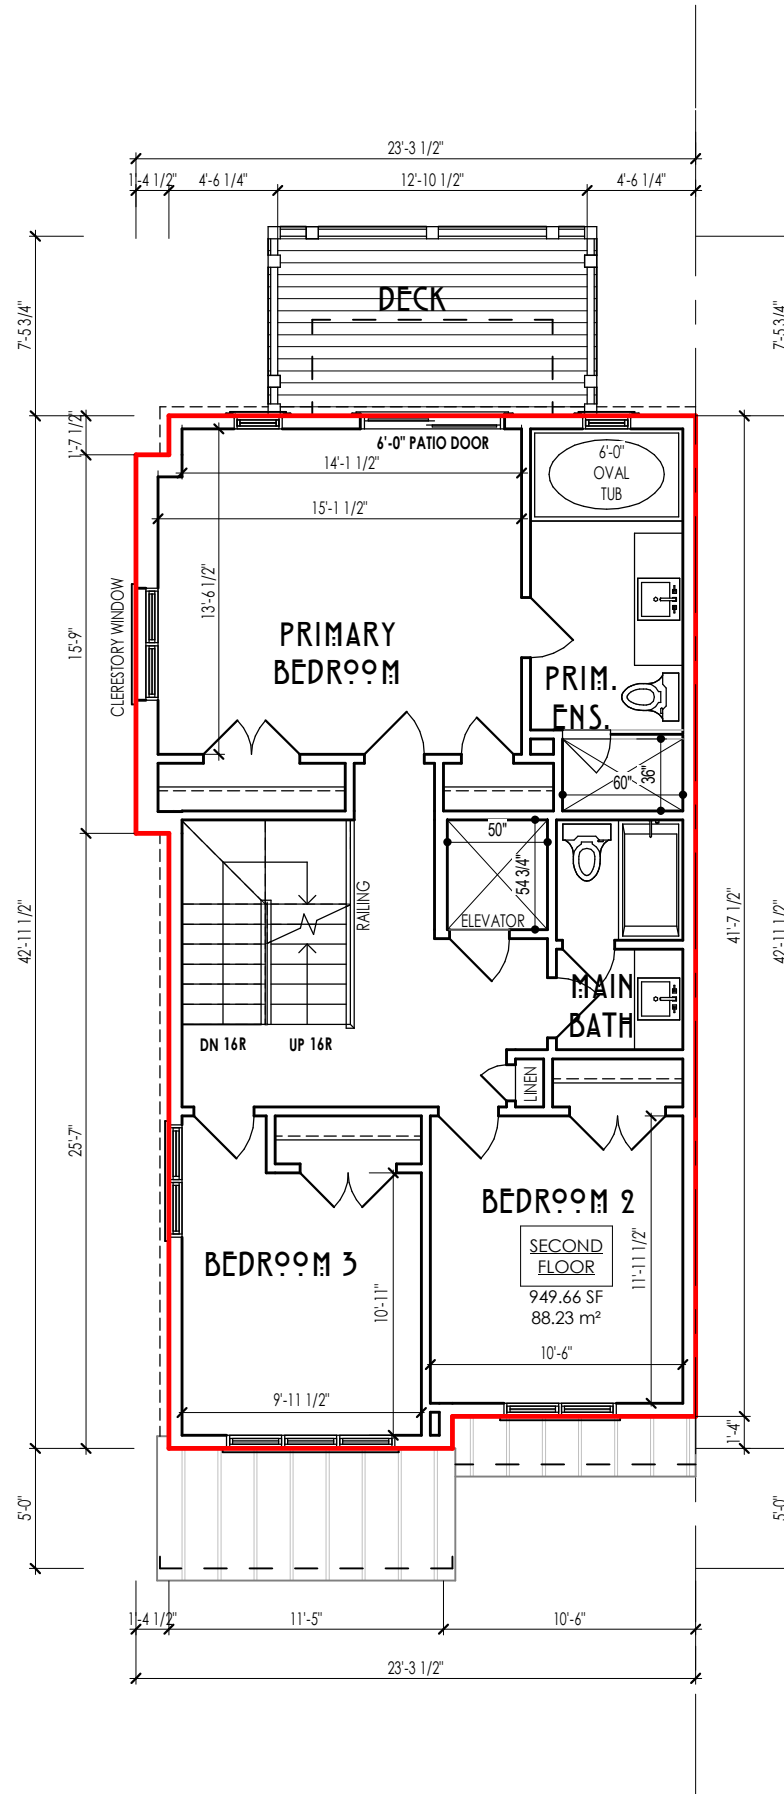 23'-3 1/2"
1'-4 1/2"
4'-6 1/4"
12'-10 1/2"
4'-6 1/4"
7'-5 3/4"
DECK
7'-5 3/4"
1'-7 1/2"
6'-0" PATIO DOOR
6'-0"
OVAL
TUB
14'-1 1/2"
15'-1 1/2"
13'-6 1/2"
CLERESTORY WINDOW
15'-9"
PRIMARY
BEDROOM
PRIM.
ENS.
60"
36"
50"
54 3/4"
ELEVATOR
RAILING
42'-11 1/2"
41'-7 1/2"
42'-11 1/2"
MAIN
BATH
DN 16R
UP 16R
LINEN
25'-7"
BEDROOM 2
SECOND
FLOOR
949.66 SF
88.23 m²
11'-11 1/2"
BEDROOM 3
10'-11"
10'-6"
9'-11 1/2"
1'-4"
5'-0"
5'-0"
1'-4 1/2"
11'-5"
10'-6"
23'-3 1/2"